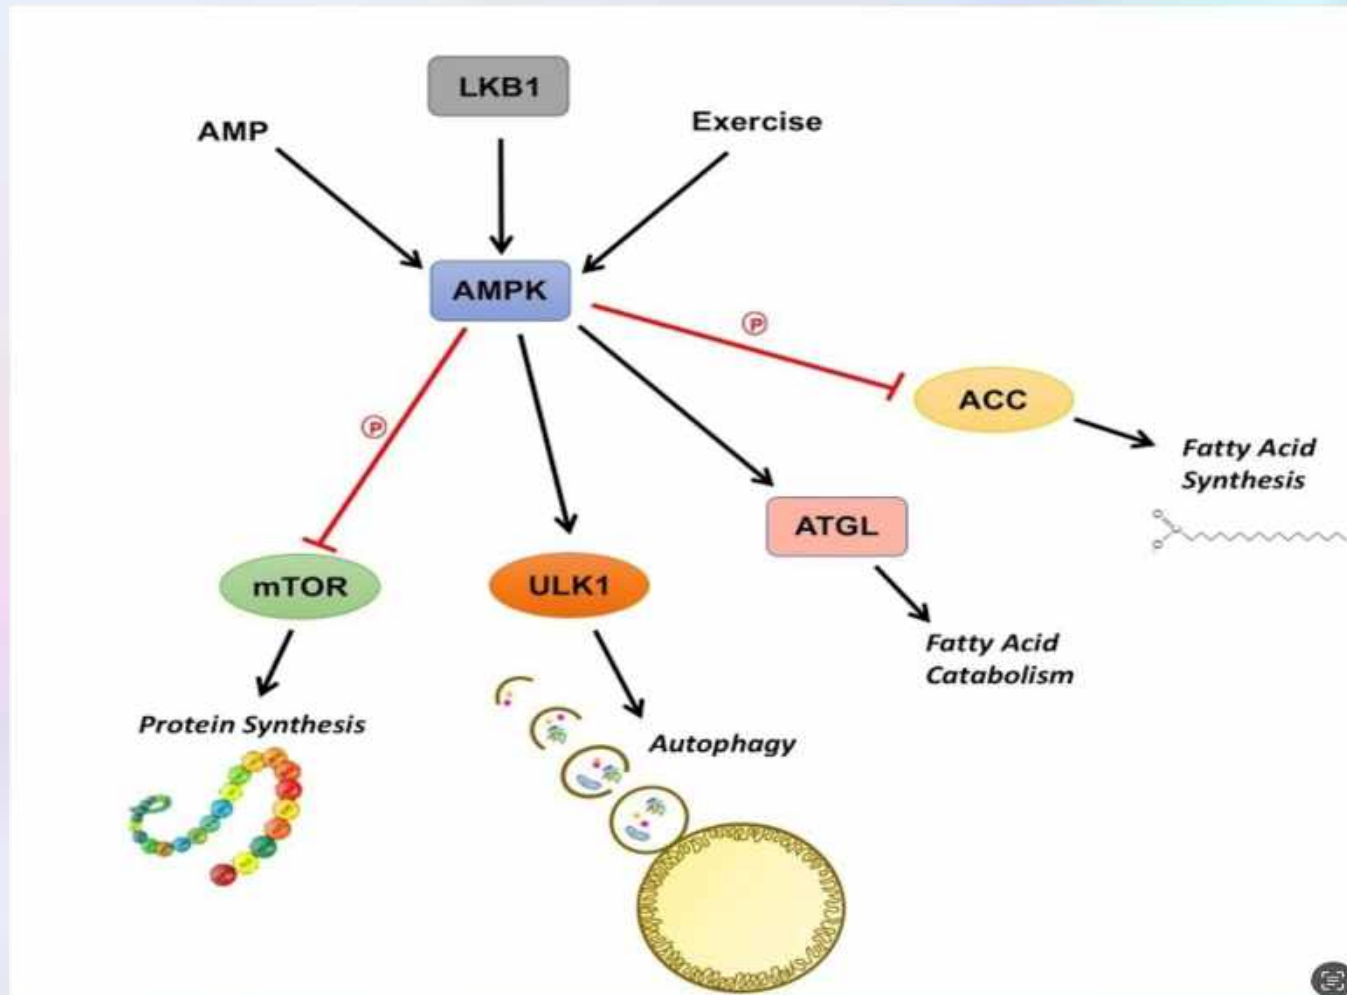 LKB1
AMP
Exercise
AMPK
P
ACC
P
Fatty Acid
Synthesis
ATGL
mTOR
ULK1
Fatty Acid
Catabolism
Protein Synthesis
Autophagy
O
O